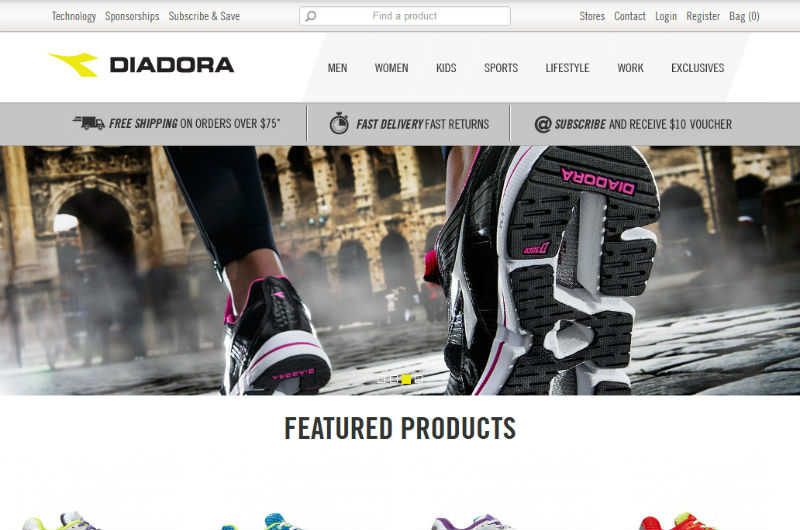 Technology Sponsorships Subscribe & Save
Find a product
Stores Contact Login Register Bag (0)
DIADORA
MEN WOMEN KIDS SPORTS LIFESTYLE WORK EXCLUSIVES
FREE SHIPPING ON ORDERS OVER $75*
FAST DELIVERY FAST RETURNS
@ SUBSCRIBE AND RECEIVE $10 VOUCHER
DIADORA
FEATURED PRODUCTS